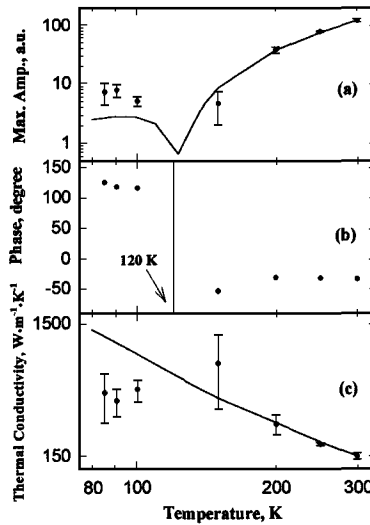 Max. Amp., a.u.
100
10
1
(a)
Phase, degree
150
100
50
0
-50
120 K
(b)
Thermal Conductivity, W·m⁻¹·K⁻¹
1500
150
(c)
80 100 200 300
Temperature, K